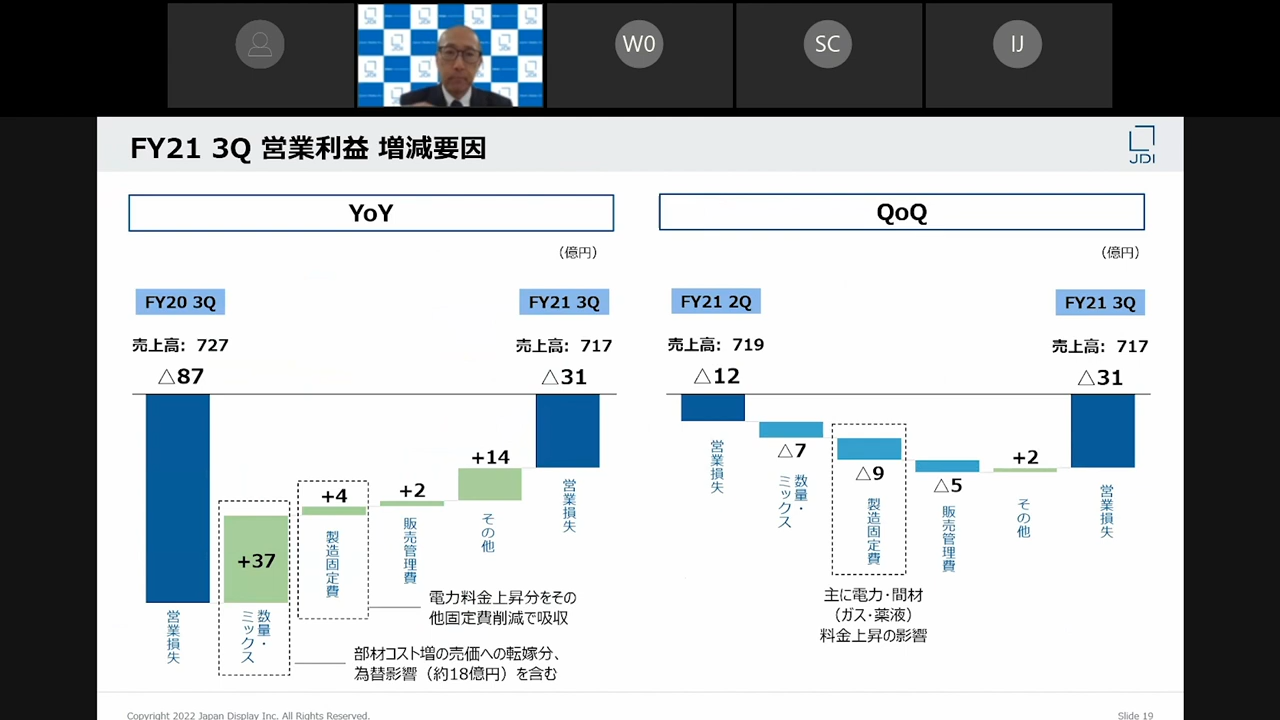 W0
SC
IJ
FY21 3Q 営業利益 増減要因
JDI
YoY
(億円)
FY20 3Q
FY21 3Q
売上高: 727
売上高: 717
△87
△31
営業損失
+37
数量・
ミックス
+4
製造固定費
+2
販売管理費
+14
その他
営業損失
電力料金上昇分をその
他固定費削減で吸収
部材コスト増の売価への転嫁分、
為替影響(約18億円)を含む
QoQ
(億円)
FY21 2Q
FY21 3Q
売上高: 719
売上高: 717
△12
△31
営業損失
△7
数量・
ミックス
△9
製造固定費
△5
販売管理費
+2
その他
営業損失
主に電力・間材
(ガス・薬液)
料金上昇の影響
Copyright 2022 Japan Display Inc. All Rights Reserved.
Slide 19